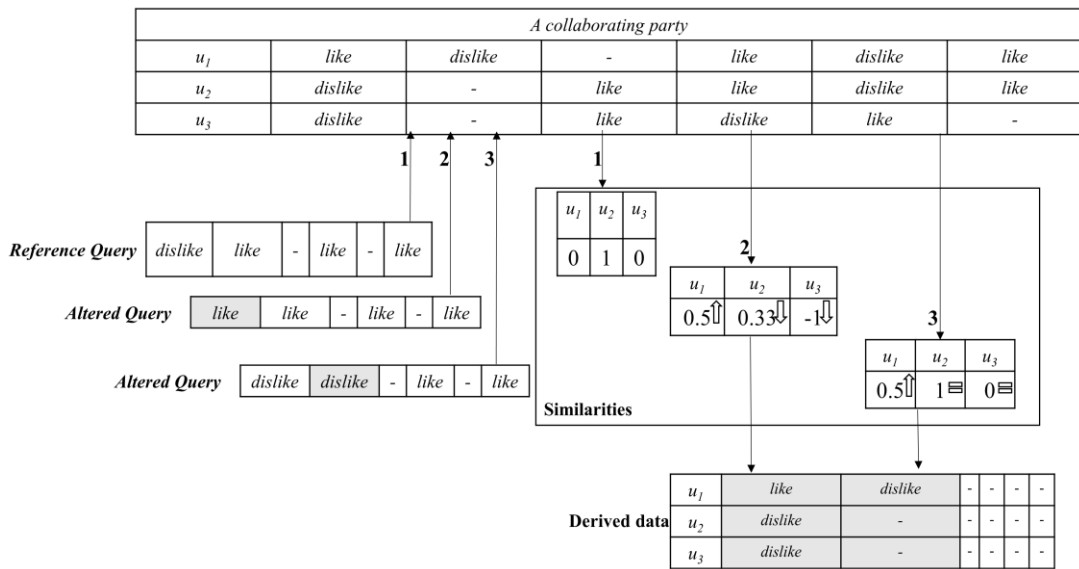 A collaborating party
u1 like dislike - like dislike like
u2 dislike - like like dislike like
u3 dislike - like dislike like -
1 2 3 1
u1 u2 u3
0 1 0
Reference Query dislike like - like - like
2
u1 u2 u3
0.5⇧ 0.33⇩ -1⇩
Altered Query like like - like - like
3
u1 u2 u3
0.5⇧ 1= 0=
Altered Query dislike dislike - like - like
Similarities
u1 like dislike - - - -
Derived data u2 dislike - - - - -
u3 dislike - - - - -